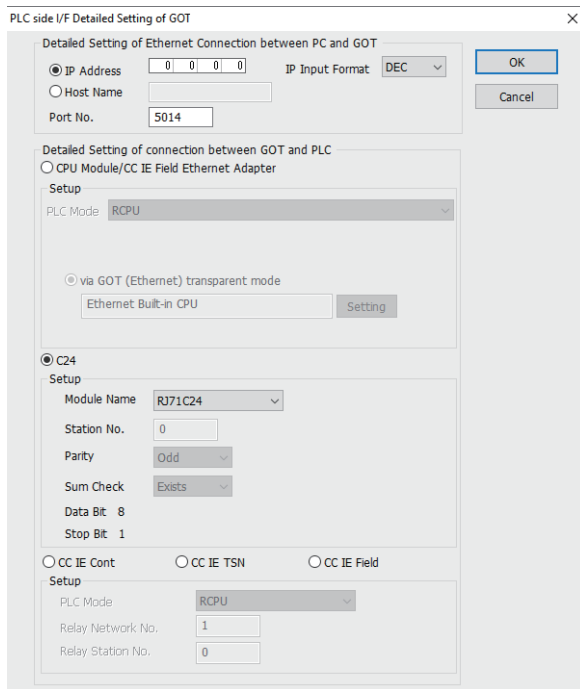 PLC side I/F Detailed Setting of GOT
Detailed Setting of Ethernet Connection between PC and GOT
IP Address 0 0 0 0 IP Input Format DEC
OK
Host Name
Cancel
Port No. 5014
Detailed Setting of connection between GOT and PLC
CPU Module/CC IE Field Ethernet Adapter
Setup
PLC Mode RCPU
via GOT (Ethernet) transparent mode
Ethernet Built-in CPU Setting
C24
Setup
Module Name RJ71C24
Station No. 0
Parity Odd
Sum Check Exists
Data Bit 8
Stop Bit 1
CC IE Cont CC IE TSN CC IE Field
Setup
PLC Mode RCPU
Relay Network No. 1
Relay Station No. 0